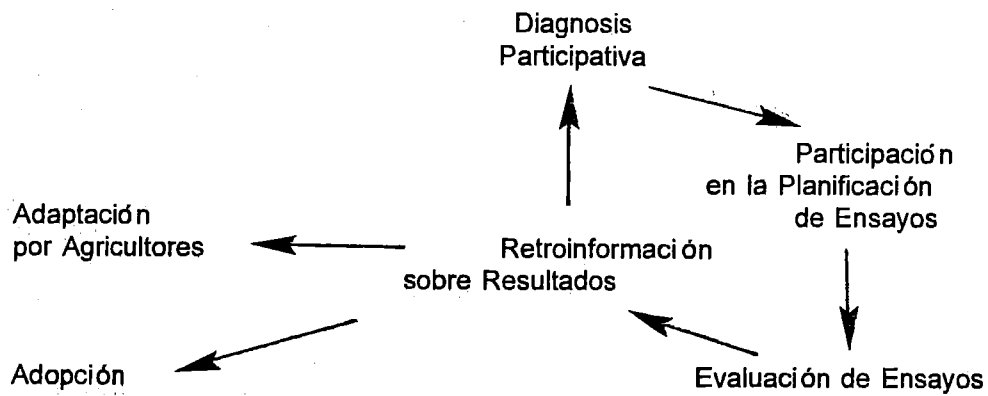 Diagnosis
Participativa
Participación
en la Planificación
de Ensayos
Adaptación
por Agricultores
Retroinformación
sobre Resultados
Adopción
Evaluación de Ensayos